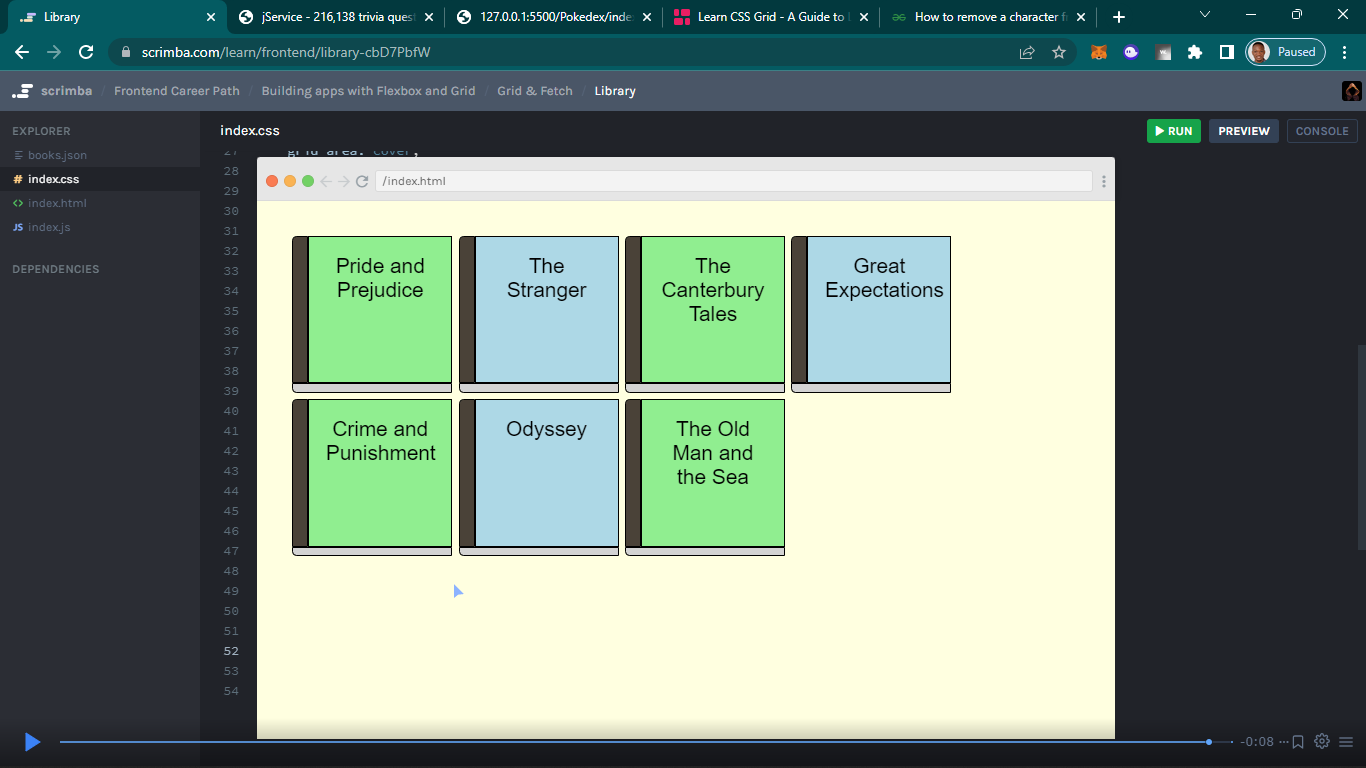 Library
jService - 216,138 trivia quest
127.0.0.1:5500/Pokedex/inde
Learn CSS Grid - A Guide to
How to remove a character f
scrimba.com/learn/frontend/library-cbD7PbfW
Paused
scrimba / Frontend Career Path / Building apps with Flexbox and Grid / Grid & Fetch / Library
EXPLORER
books.json
# index.css
<> index.html
JS index.js
DEPENDENCIES
index.css
RUN PREVIEW CONSOLE
27 grid-area: cover;
28
29
30
31
32
33
34
35
36
37
38
39
40
41
42
43
44
45
46
47
48
49
50
51
52
53
54
/index.html
Pride and
Prejudice
The
Stranger
The
Canterbury
Tales
Great
Expectations
Crime and
Punishment
Odyssey
The Old
Man and
the Sea
-0:08